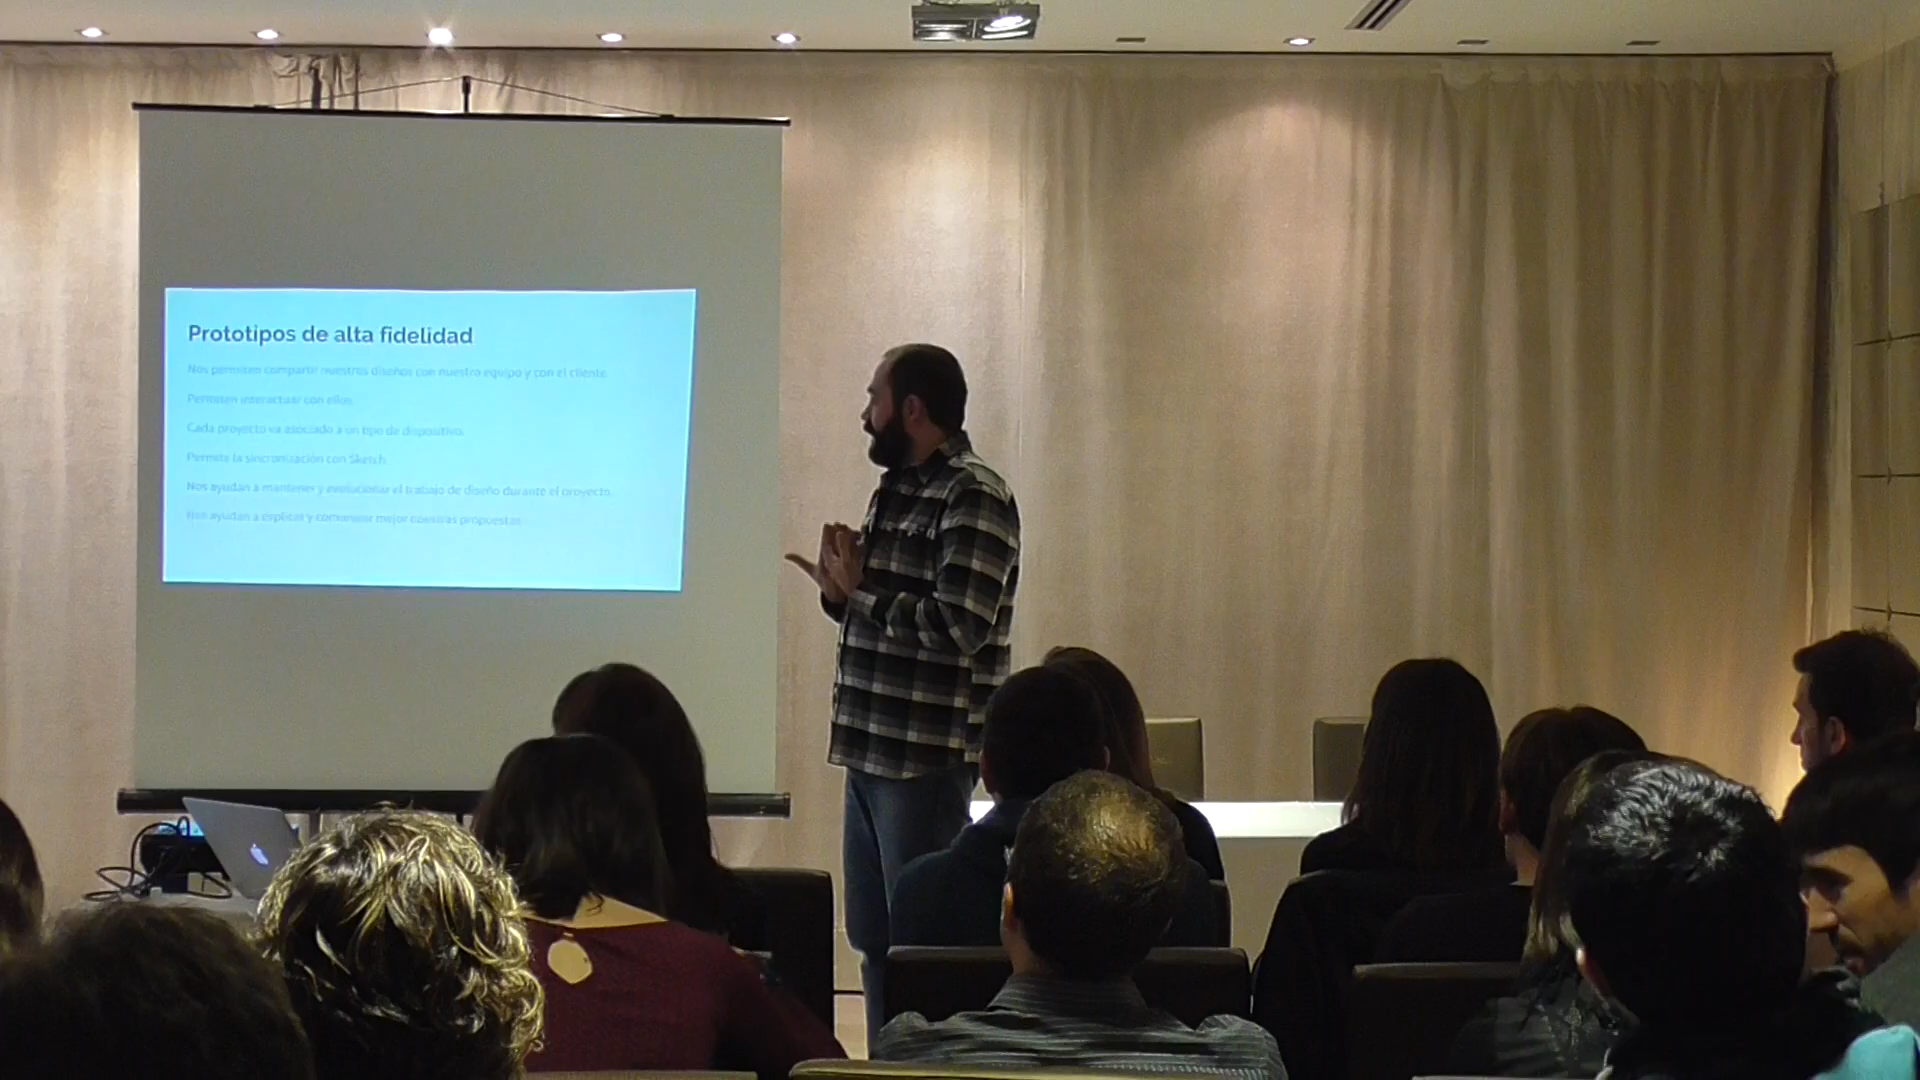 Prototipos de alta fidelidad
Nos permiten compartir nuestros diseños con nuestro equipo y con el cliente.
Permiten interactuar con ellos.
Cada proyecto va asociado a un tipo de dispositivo.
Permite la sincronización con Sketch.
Nos ayudan a mantener y evolucionar el trabajo de diseño durante el proyecto.
Nos ayudan a explicar y comunicar mejor nuestras propuestas.